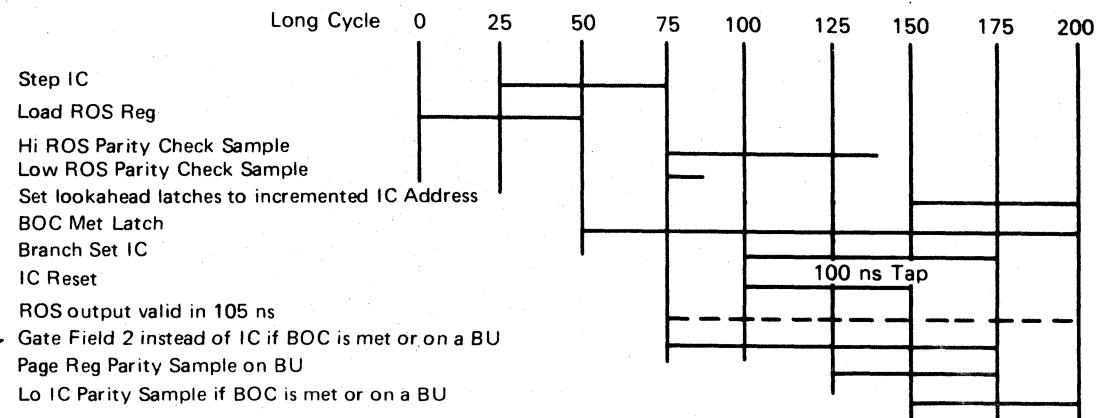 Long Cycle 0 25 50 75 100 125 150 175 200
Step IC
Load ROS Reg
Hi ROS Parity Check Sample
Low ROS Parity Check Sample
Set lookahead latches to incremented IC Address
BOC Met Latch
Branch Set IC
IC Reset
100 ns Tap
ROS output valid in 105 ns
Gate Field 2 instead of IC if BOC is met or on a BU
Page Reg Parity Sample on BU
Lo IC Parity Sample if BOC is met or on a BU